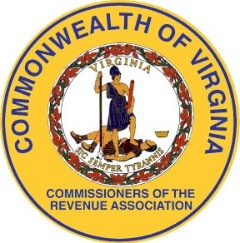 COMMONWEALTH OF VIRGINIA
VIRGINIA
SIC SEMPER TYRANNIS
COMMISSIONERS OF THE
REVENUE ASSOCIATION